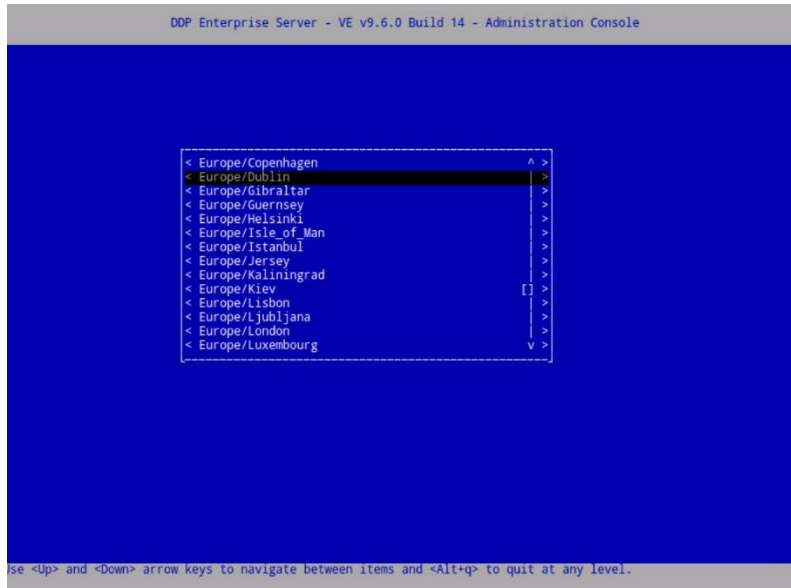 DDP Enterprise Server - VE v9.6.0 Build 14 - Administration Console
< Europe/Copenhagen ^ >
< Europe/Dublin | >
< Europe/Gibraltar | >
< Europe/Guernsey | >
< Europe/Helsinki | >
< Europe/Isle_of_Man | >
< Europe/Istanbul | >
< Europe/Jersey | >
< Europe/Kaliningrad | >
< Europe/Kiev [] >
< Europe/Lisbon | >
< Europe/Ljubljana | >
< Europe/London | >
< Europe/Luxembourg v >
Use <Up> and <Down> arrow keys to navigate between items and <Alt+q> to quit at any level.